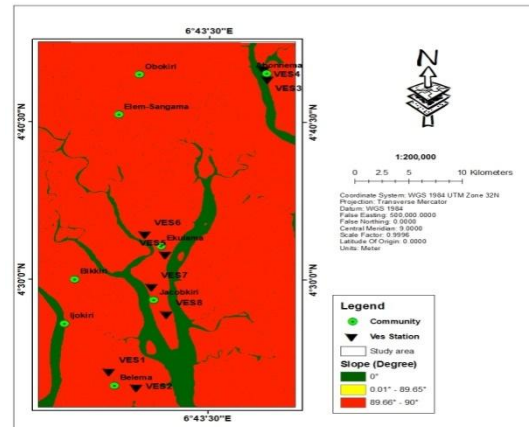 6°43'30"E
Obokiri
Abonnema
VES4
VES3
Elem-Sangama
4°40'30"N
4°40'30"N
N
1:200,000
0 2.5 5 10 Kilometers
Coordinate System: WGS 1984 UTM Zone 32N
Projection: Transverse Mercator
Datum: WGS 1984
False Easting: 500,000.0000
False Northing: 0.0000
Central Meridian: 9.0000
Scale Factor: 0.9996
Latitude Of Origin: 0.0000
Units: Meter
VES6
VES5
Ekulama
4°30'0"N
4°30'0"N
Bikkiri
VES7
Jacobkiri
VES8
Ijokiri
VES1
Belema
VES2
6°43'30"E
Legend
Community
Ves Station
Study area
Slope (Degree)
0°
0.01° - 89.65°
89.66° - 90°